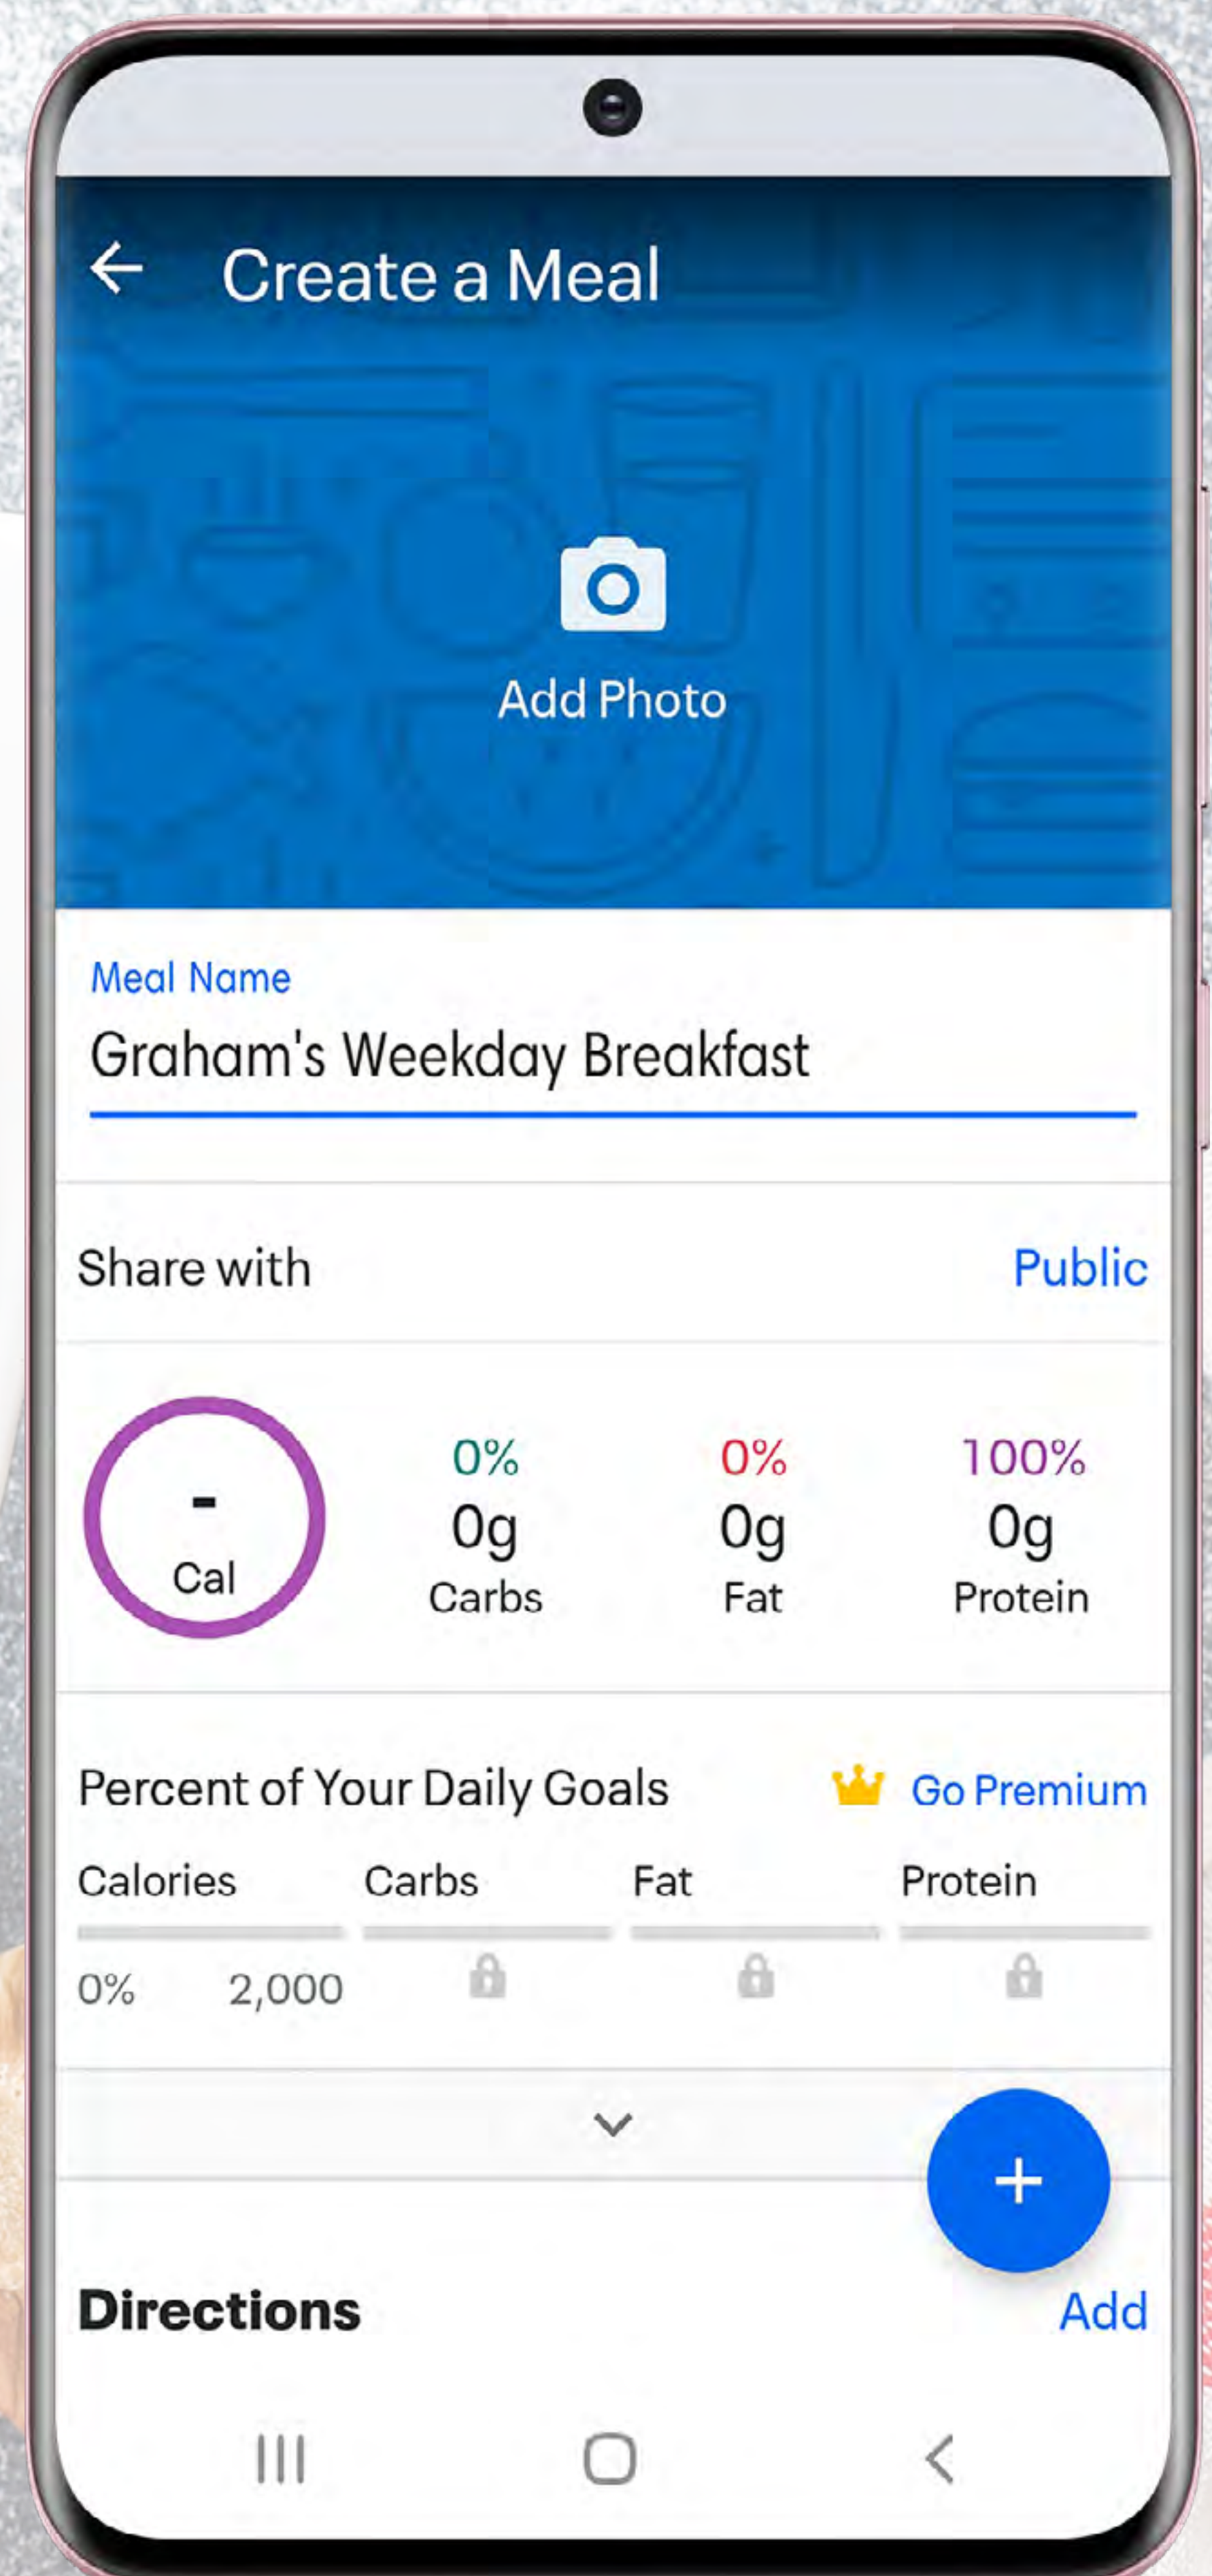 Create a Meal
Add Photo
Meal Name
Graham's Weekday Breakfast
Share with Public
- Cal
0% 0g Carbs
0% 0g Fat
100% 0g Protein
Percent of Your Daily Goals Go Premium
Calories Carbs Fat Protein
0% 2,000
Directions Add